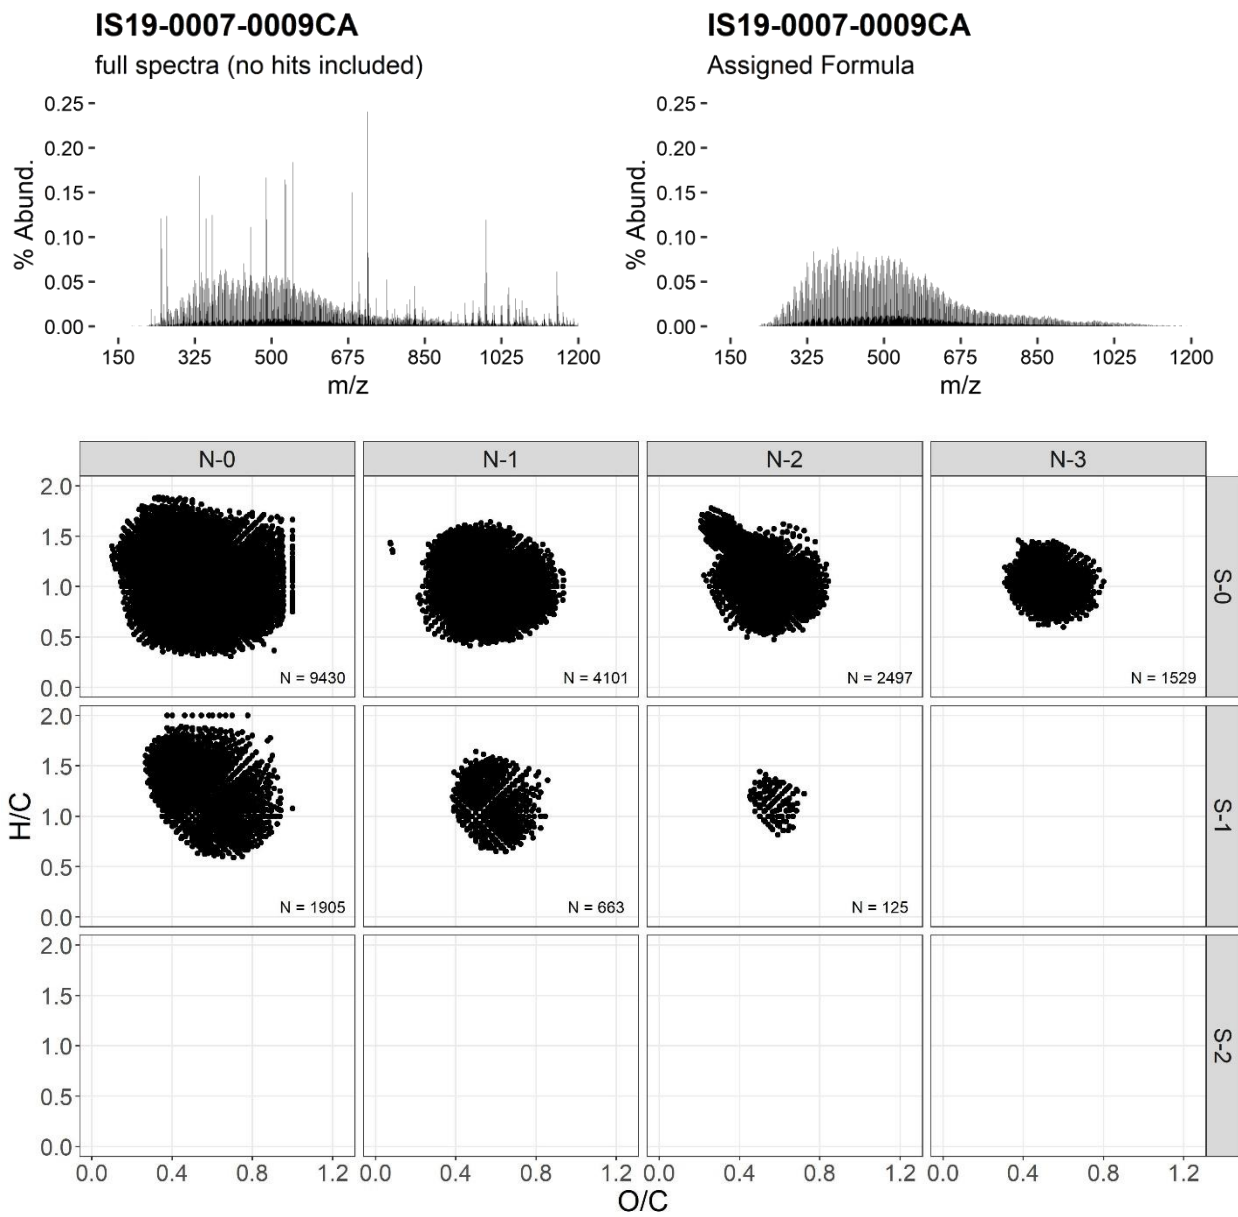 IS19-0007-0009CA
full spectra (no hits included)
0.25
0.20
0.15
0.10
0.05
0.00
% Abund.
150 325 500 675 850 1025 1200
m/z
IS19-0007-0009CA
Assigned Formula
0.25
0.20
0.15
0.10
0.05
0.00
% Abund.
150 325 500 675 850 1025 1200
m/z
N-0 N-1 N-2 N-3
2.0
1.5
1.0
0.5
0.0
N = 9430 N = 4101 N = 2497 N = 1529
S-0
2.0
1.5
1.0
0.5
0.0
H/C
N = 1905 N = 663 N = 125
S-1
2.0
1.5
1.0
0.5
0.0
S-2
0.0 0.4 0.8 1.2 0.0 0.4 0.8 1.2 0.0 0.4 0.8 1.2 0.0 0.4 0.8 1.2
O/C